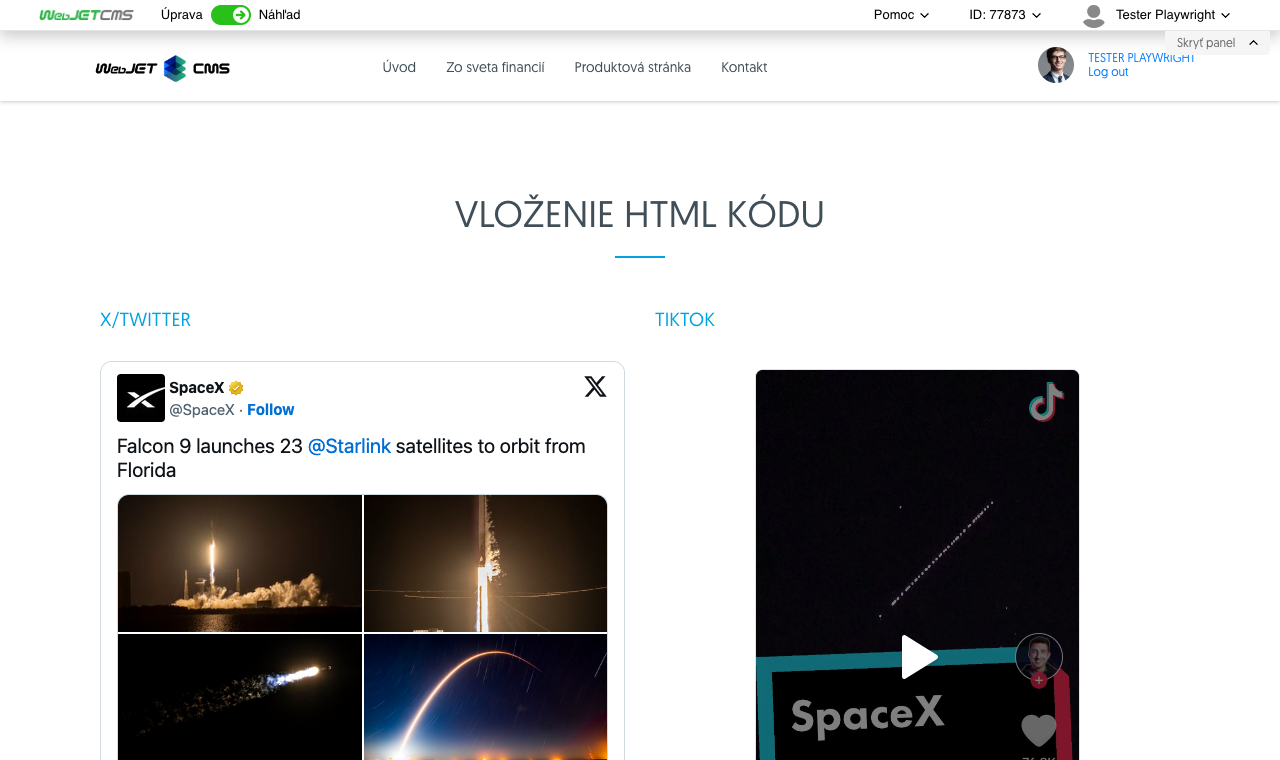 WebJETCMS
Úprava
Náhľad
Pomoc
ID: 77873
Tester Playwright
Skryť panel
WebJET CMS
Úvod
Zo sveta financií
Produktová stránka
Kontakt
TESTER PLAYWRIGHT
Log out
VLOŽENIE HTML KÓDU
X/TWITTER
SpaceX
@SpaceX · Follow
Falcon 9 launches 23 @Starlink satellites to orbit from
Florida
TIKTOK
SpaceX